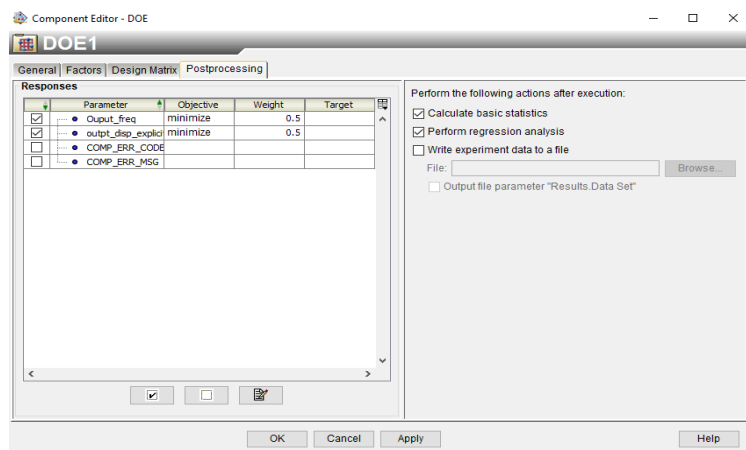 Component Editor - DOE
DOE1
General Factors Design Matrix Postprocessing
Responses
Parameter Objective Weight Target
Ouput_freq minimize 0.5
outpt_disp_explici minimize 0.5
COMP_ERR_CODE
COMP_ERR_MSG
Perform the following actions after execution:
Calculate basic statistics
Perform regression analysis
Write experiment data to a file
File: Browse...
Output file parameter "Results.Data Set"
OK Cancel Apply Help